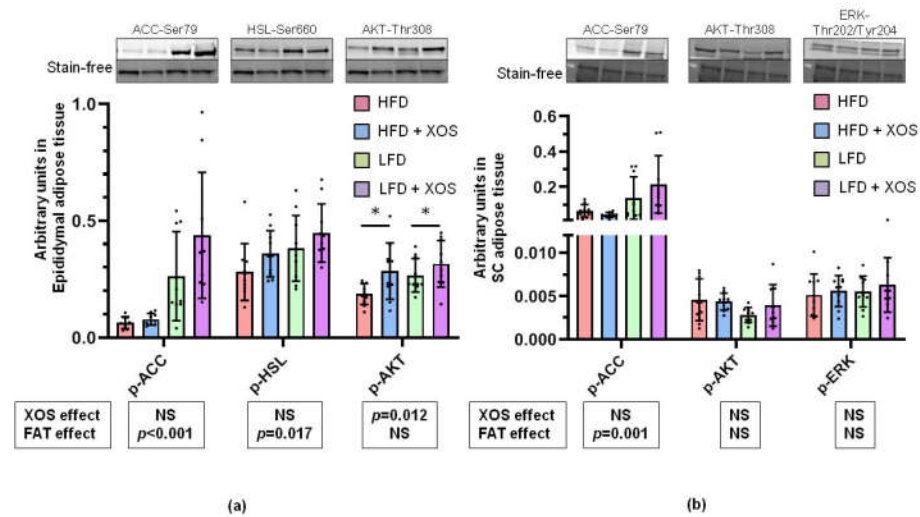 ACC-Ser79 HSL-Ser660 AKT-Thr308
Stain-free
HFD
HFD + XOS
LFD
LFD + XOS
Arbitrary units in
Epididymal adipose tissue
1.0
0.5
0.0
* *
p-ACC p-HSL p-AKT
XOS effect NS NS p=0.012
FAT effect p<0.001 p=0.017 NS
(a)
ERK-
ACC-Ser79 AKT-Thr308 Thr202/Tyr204
Stain-free
HFD
HFD + XOS
LFD
LFD + XOS
Arbitrary units in
SC adipose tissue
0.6
0.4
0.2
0.010
0.005
0.000
p-ACC p-AKT p-ERK
XOS effect NS NS NS
FAT effect p=0.001 NS NS
(b)